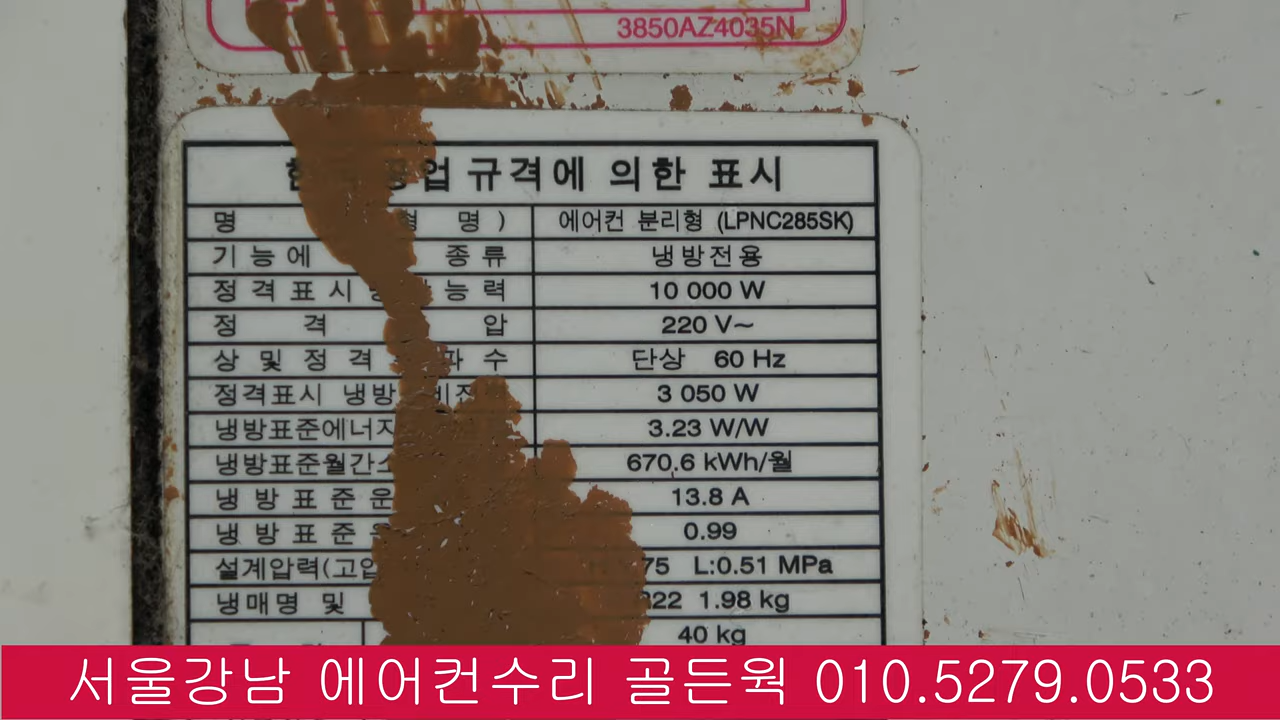 3850AZ4035N
업 규격에 의한 표시
명 명 ) 에어컨 분리형 (LPNC285SK)
기능에 종류 냉방전용
정격표시 능력 10 000 W
정 격 압 220 V~
상 및 정격 수 단상 60 Hz
정격표시 냉방 3 050 W
냉방표준에너지 3.23 W/W
냉방표준월간소 670.6 kWh/월
냉방표준운 13.8 A
냉방표준 0.99
설계압력(고압 75 L:0.51 MPa
냉매명 및 22 1.98 kg
40 kg
서울강남 에어컨수리 골든웍 010.5279.0533